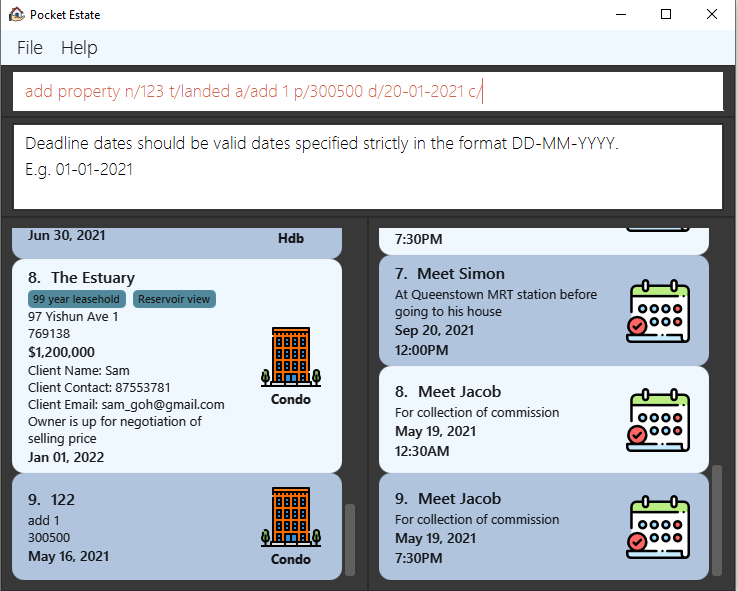 Pocket Estate
File Help
add property n/123 t/landed a/add 1 p/300500 d/20-01-2021 c/
Deadline dates should be valid dates specified strictly in the format DD-MM-YYYY.
E.g. 01-01-2021
Jun 30, 2021
Hdb
8. The Estuary
99 year leasehold Reservoir view
97 Yishun Ave 1
769138
$1,200,000
Client Name: Sam
Client Contact: 87553781
Client Email: sam_goh@gmail.com
Owner is up for negotiation of
selling price
Jan 01, 2022
Condo
9. 122
add 1
300500
May 16, 2021
Condo
7:30PM
7. Meet Simon
At Queenstown MRT station before
going to his house
Sep 20, 2021
12:00PM
8. Meet Jacob
For collection of commission
May 19, 2021
12:30AM
9. Meet Jacob
For collection of commission
May 19, 2021
7:30PM